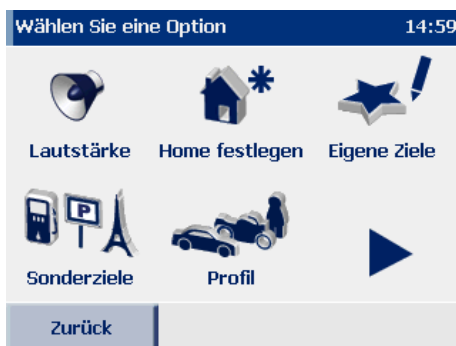 Wählen Sie eine Option 14:59
Lautstärke Home festlegen Eigene Ziele
P
Sonderziele Profil
Zurück